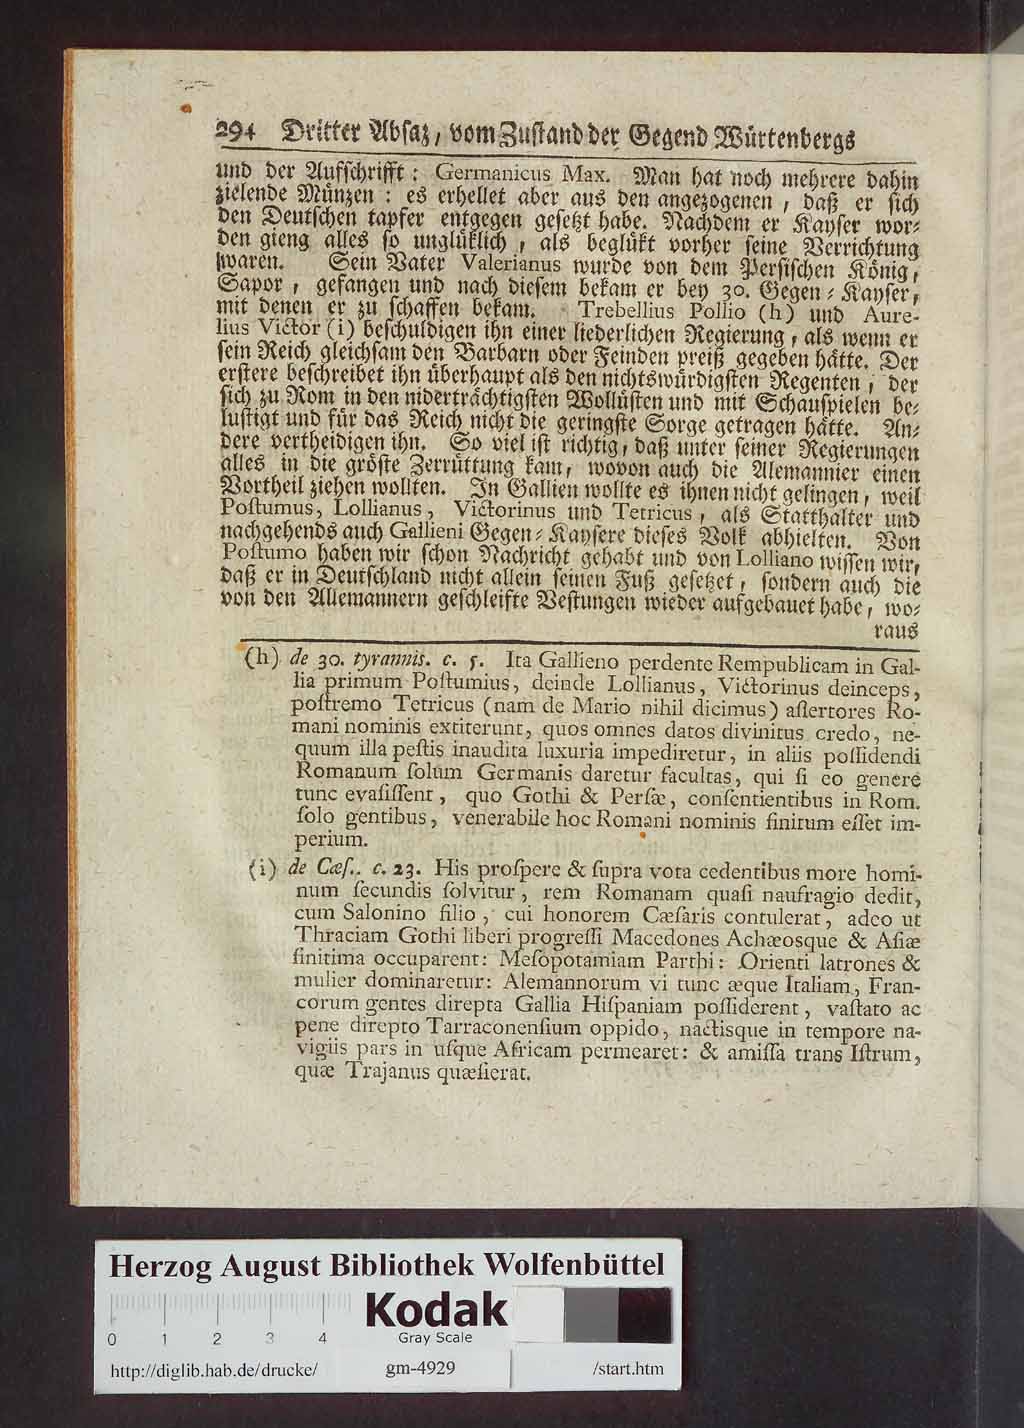 294 Dritter Absaz, vom Zustand der Gegend Würtenbergs
und der Aufschrifft: Germanicus Max. Man hat noch mehrere dahin
zielende Münzen: es erhellet aber aus den angezogenen, daß er sich
den Deutschen tapfer entgegen gesetzt habe. Nachdem er Kayser wor-
den gieng alles so unglüklich, als beglükt vorher seine Verrichtung
waren. Sein Vater Valerianus wurde von dem Persischen König,
Sapor, gefangen und nach diesem bekam er bey 30. Gegen-Kayser,
mit denen er zu schaffen bekam. Trebellius Pollio (h) und Aure-
lius Victor (i) beschuldigen ihn einer liederlichen Regierung, als wenn er
sein Reich gleichsam den Barbarn oder Feinden preiß gegeben hätte. Der
erstere beschreibet ihn überhaupt als den nichtswürdigsten Regenten, der
sich zu Rom in den niderträchtigsten Wollüsten und mit Schauspielen be-
lustigt und für das Reich nicht die geringste Sorge getragen hätte. An-
dere vertheidigen ihn. So viel ist richtig, daß unter seiner Regierungen
alles in die gröste Zerrüttung kam, wovon auch die Alemannier einen
Vortheil ziehen wollten. In Gallien wollte es ihnen nicht gelingen, weil
Poſtumus, Lollianus, Victorinus und Tetricus, als Statthalter und
nachgehends auch Gallieni Gegen-Kaysere dieses Volk abhielten. Von
Poſtumo haben wir schon Nachricht gehabt und von Lolliano wissen wir,
daß er in Deutschland nicht allein seinen Fuß gesetzet, sondern auch die
von den Allemannern geschleifte Vestungen wieder aufgebauet habe, wo-
raus
(h) de 30. tyrannis. c. 5. Ita Gallieno perdente Rempublicam in Gal-
lia primum Poſtumius, deinde Lollianus, Victorinus deinceps,
poſtremo Tetricus (nam de Mario nihil dicimus) aſſertores Ro-
mani nominis extiterunt, quos omnes datos divinitus credo, ne-
quum illa peſtis inaudita luxuria impediretur, in aliis poſſidendi
Romanum ſolum Germanis daretur facultas, qui ſi eo genere
tunc evaſiſſent, quo Gothi & Perſæ, conſentientibus in Rom.
ſolo gentibus, venerabile hoc Romani nominis finitum eſſet im-
perium.
(i) de Cæſ.. c. 23. His proſpere & ſupra vota cedentibus more homi-
num ſecundis ſolvitur, rem Romanam quaſi naufragio dedit,
cum Salonino filio, cui honorem Cæſaris contulerat, adeo ut
Thraciam Gothi liberi progreſſi Macedones Achæosque & Aſiæ
finitima occuparent: Meſopotamiam Parthi: Orienti latrones &
mulier dominaretur: Alemannorum vi tunc æque Italiam, Fran-
corum gentes direpta Gallia Hiſpaniam poſſiderent, vaſtato ac
pene direpto Tarraconenſium oppido, nactisque in tempore na-
vigiis pars in uſque Africam permearet: & amiſſa trans Iſtrum,
quæ Trajanus quæſierat.
Herzog August Bibliothek Wolfenbüttel
Kodak
0 1 2 3 4 Gray Scale
http://diglib.hab.de/drucke/ gm-4929 /start.htm